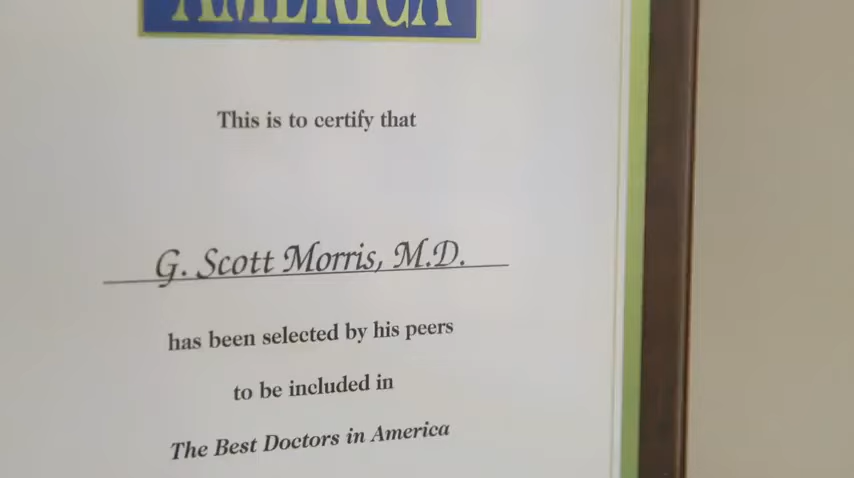 AMERICA
This is to certify that
G. Scott Morris, M.D.
has been selected by his peers
to be included in
The Best Doctors in America